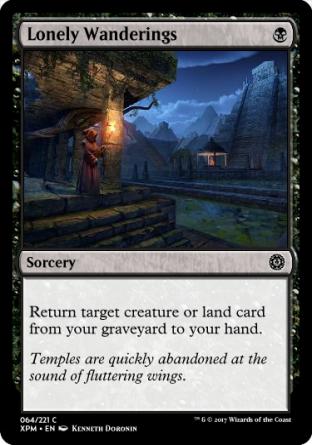 Lonely Wanderings
Sorcery
Return target creature or land card
from your graveyard to your hand.
Temples are quickly abandoned at the
sound of fluttering wings.
064/221 C
XPM • EN Kenneth Doronin
™ & © 2017 Wizards of the Coast